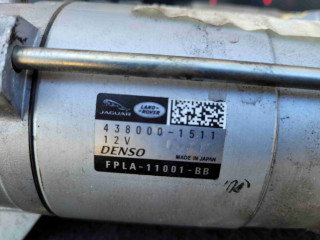 JAGUAR
LAND ROVER
438000-1511
12V
DENSO
MADE IN JAPAN
FPLA-11001-BB